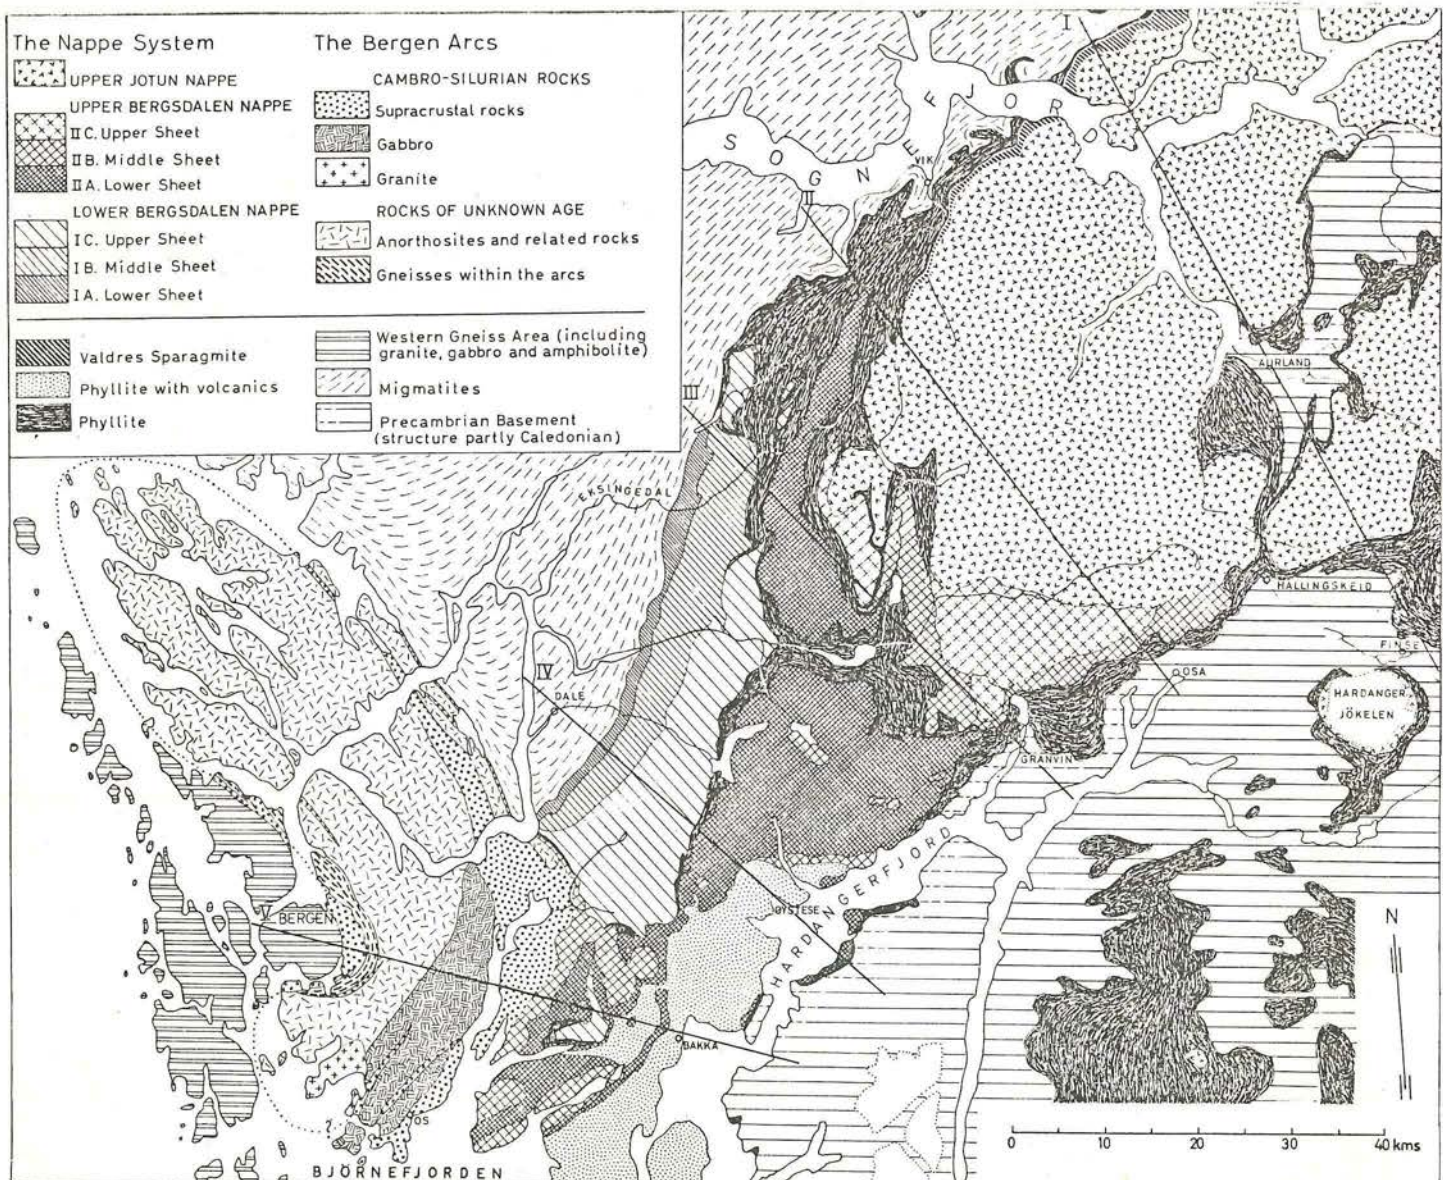 The Nappe System
UPPER JOTUN NAPPE
UPPER BERGSDALEN NAPPE
II C. Upper Sheet
II B. Middle Sheet
II A. Lower Sheet
LOWER BERGSDALEN NAPPE
I C. Upper Sheet
I B. Middle Sheet
I A. Lower Sheet
Valdres Sparagmite
Phyllite with volcanics
Phyllite
The Bergen Arcs
CAMBRO-SILURIAN ROCKS
Supracrustal rocks
Gabbro
Granite
ROCKS OF UNKNOWN AGE
Anorthosites and related rocks
Gneisses within the arcs
Western Gneiss Area (including
granite, gabbro and amphibolite)
Migmatites
Precambrian Basement
(structure partly Caledonian)
I
SOGNEFJORD
VIK
II
AURLAND
III
EKSINGEDAL
HALLINGSKEID
FINSE
IV
DALE
OSA
HARDANGER
JÖKELEN
GRANVIN
HARDANGERFJORD
ØYSTESE
V
BERGEN
N
BAKKA
OS
?
BJÖRNEFJORDEN
0 10 20 30 40 kms